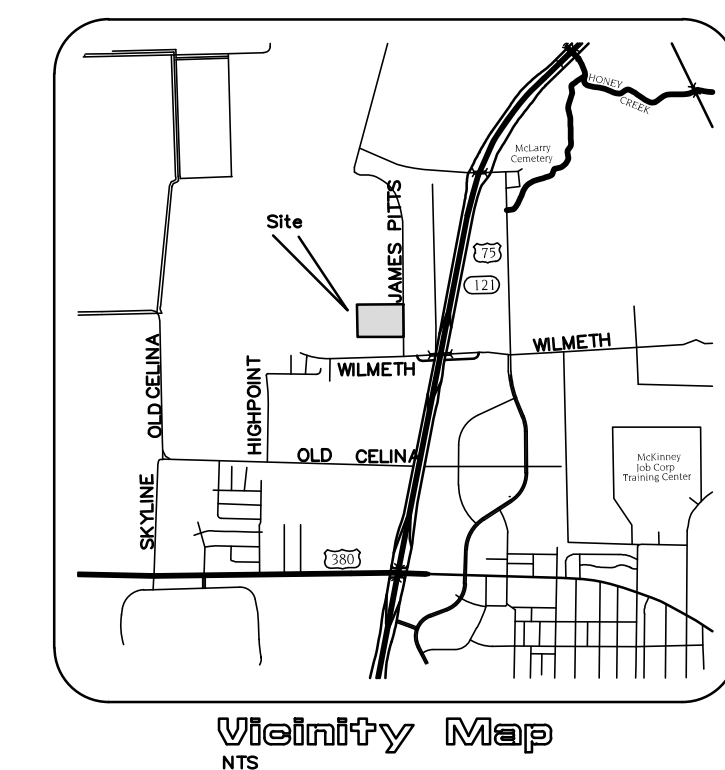 HONEY
CREEK
McLarry
Cemetery
JAMES PITTS
Site
75
121
WILMETH
WILMETH
OLD CELINA
HIGHPOINT
OLD CELINA
McKinney
Job Corp
Training Center
SKYLINE
380
Vicinity Map
NTS